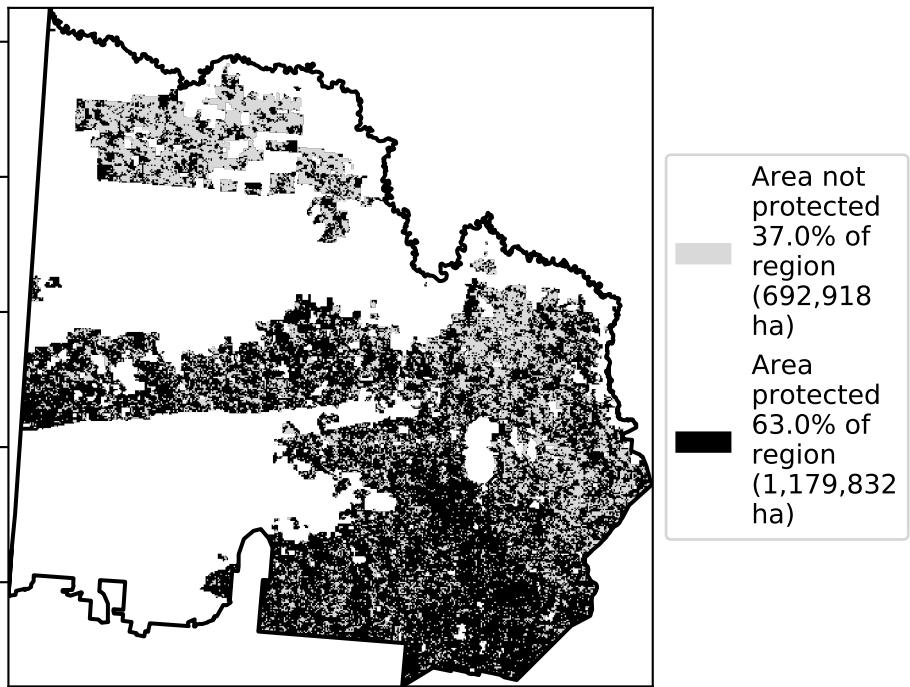 Area not
protected
37.0% of
region
(692,918
ha)
Area
protected
63.0% of
region
(1,179,832
ha)